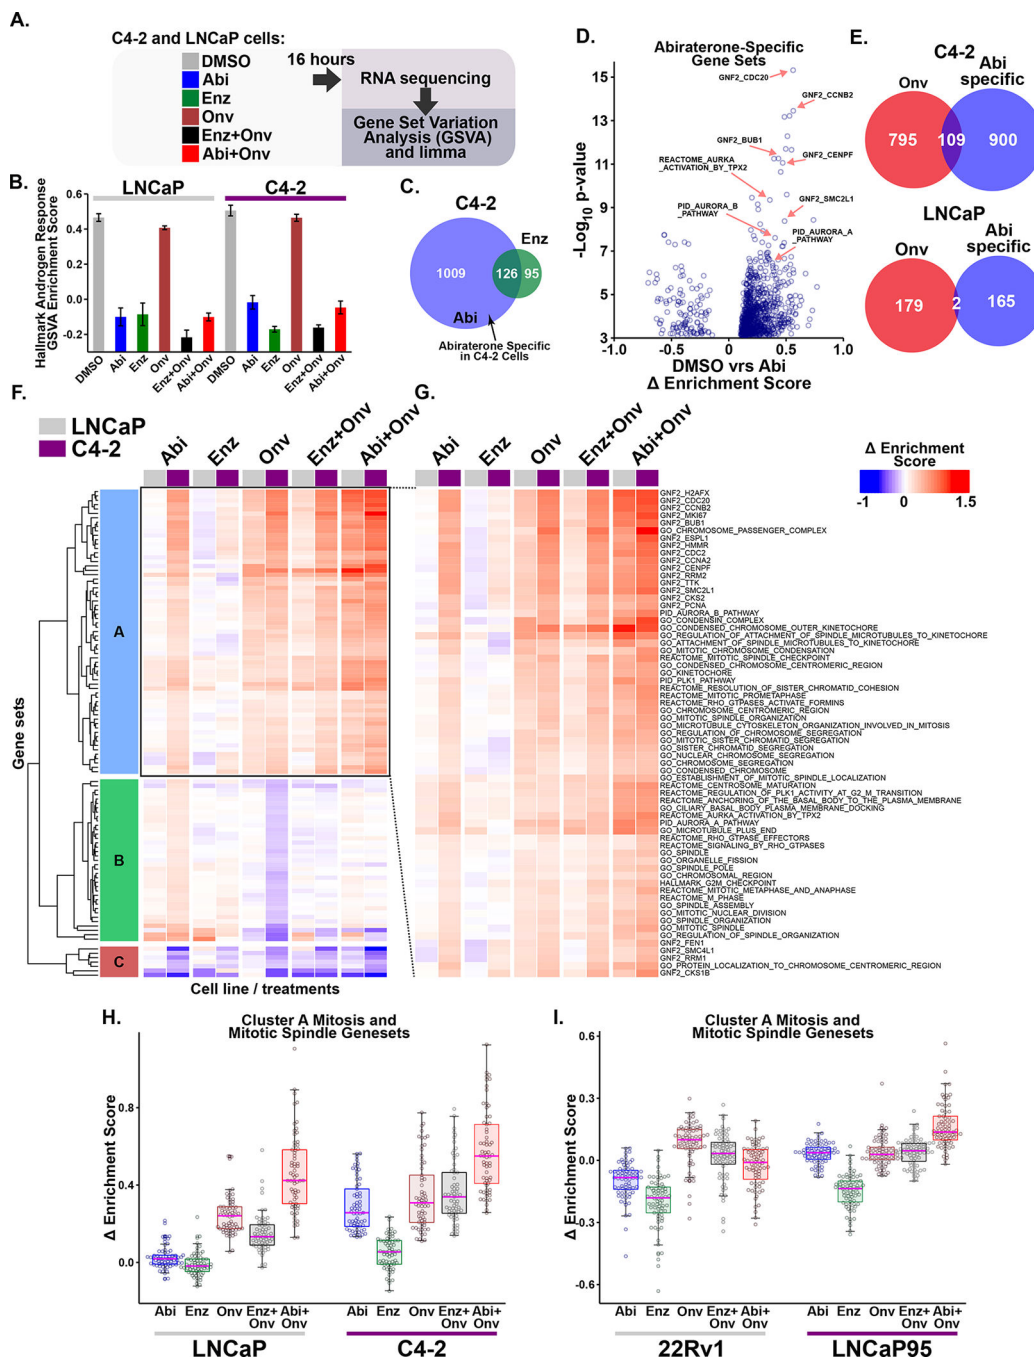 A.
C4-2 and LNCaP cells:
DMSO
Abi
Enz
Onv
Enz+Onv
Abi+Onv
16 hours
RNA sequencing
Gene Set Variation
Analysis (GSVA)
and limma
B.
LNCaP
C4-2
Hallmark Androgen Response
GSVA Enrichment Score
0.6
0.4
0.2
0.0
-0.2
DMSO
Abi
Enz
Onv
Enz+Onv
Abi+Onv
DMSO
Abi
Enz
Onv
Enz+Onv
Abi+Onv
C.
C4-2
Enz
1009
126
95
Abi
Abiraterone Specific
in C4-2 Cells
D.
Abiraterone-Specific
Gene Sets
-Log10 p-value
15
13
11
9
7
5
3
-1.0
-0.5
0.0
0.5
1.0
GNF2_CDC20
GNF2_CCNB2
GNF2_BUB1
GNF2_CENPF
REACTOME_AURKA
_ACTIVATION_BY_TPX2
GNF2_SMC2L1
PID_AURORA_B
_PATHWAY
PID_AURORA_A
_PATHWAY
DMSO vrs Abi
Δ Enrichment Score
E.
C4-2
Onv
Abi
specific
795
109
900
LNCaP
Onv
Abi
specific
179
2
165
F.
LNCaP
C4-2
Abi
Enz
Onv
Enz+Onv
Abi+Onv
Gene sets
A
B
C
Cell line / treatments
G.
Abi
Enz
Onv
Enz+Onv
Abi+Onv
Δ Enrichment
Score
-1
0
1.5
GNF2_H2AFX
GNF2_CDC20
GNF2_CCNB2
GNF2_MKI67
GNF2_BUB1
GO_CHROMOSOME_PASSENGER_COMPLEX
GNF2_ESPL1
GNF2_HMMR
GNF2_CDC2
GNF2_CCNA2
GNF2_CENPF
GNF2_RRM2
GNF2_TTK
GNF2_SMC2L1
GNF2_CKS2
GNF2_PCNA
PID_AURORA_B_PATHWAY
GO_CONDENSIN_COMPLEX
GO_CONDENSED_CHROMOSOME_OUTER_KINETOCHORE
GO_REGULATION_OF_ATTACHMENT_OF_SPINDLE_MICROTUBULES_TO_KINETOCHORE
GO_ATTACHMENT_OF_SPINDLE_MICROTUBULES_TO_KINETOCHORE
GO_MITOTIC_CHROMOSOME_CONDENSATION
REACTOME_MITOTIC_SPINDLE_CHECKPOINT
GO_CONDENSED_CHROMOSOME_CENTROMERIC_REGION
GO_KINETOCHORE
PID_PLK1_PATHWAY
REACTOME_RESOLUTION_OF_SISTER_CHROMATID_COHESION
REACTOME_MITOTIC_PROMETAPHASE
REACTOME_RHO_GTPASES_ACTIVATE_FORMINS
GO_CHROMOSOME_CENTROMERIC_REGION
GO_MITOTIC_SPINDLE_ORGANIZATION
GO_MICROTUBULE_CYTOSKELETON_ORGANIZATION_INVOLVED_IN_MITOSIS
GO_REGULATION_OF_CHROMOSOME_SEGREGATION
GO_MITOTIC_SISTER_CHROMATID_SEGREGATION
GO_SISTER_CHROMATID_SEGREGATION
GO_NUCLEAR_CHROMOSOME_SEGREGATION
GO_CHROMOSOME_SEGREGATION
GO_CONDENSED_CHROMOSOME
GO_ESTABLISHMENT_OF_MITOTIC_SPINDLE_LOCALIZATION
REACTOME_CENTROSOME_MATURATION
REACTOME_REGULATION_OF_PLK1_ACTIVITY_AT_G2_M_TRANSITION
REACTOME_ANCHORING_OF_THE_BASAL_BODY_TO_THE_PLASMA_MEMBRANE
GO_CILIARY_BASAL_BODY_PLASMA_MEMBRANE_DOCKING
REACTOME_AURKA_ACTIVATION_BY_TPX2
PID_AURORA_A_PATHWAY
GO_MICROTUBULE_PLUS_END
REACTOME_RHO_GTPASE_EFFECTORS
REACTOME_SIGNALING_BY_RHO_GTPASES
GO_SPINDLE
GO_ORGANELLE_FISSION
GO_SPINDLE_POLE
GO_CHROMOSOMAL_REGION
HALLMARK_G2M_CHECKPOINT
REACTOME_MITOTIC_METAPHASE_AND_ANAPHASE
REACTOME_M_PHASE
GO_SPINDLE_ASSEMBLY
GO_MITOTIC_NUCLEAR_DIVISION
GO_SPINDLE_ORGANIZATION
GO_MITOTIC_SPINDLE
GO_REGULATION_OF_SPINDLE_ORGANIZATION
GNF2_FEN1
GNF2_SMC4L1
GNF2_RRM1
GO_PROTEIN_LOCALIZATION_TO_CHROMOSOME_CENTROMERIC_REGION
GNF2_CKS1B
H.
Cluster A Mitosis and
Mitotic Spindle Genesets
Δ Enrichment Score
0.8
0.4
0.0
Abi
Enz
Onv
Enz+
Onv
Abi+
Onv
Abi
Enz
Onv
Enz+
Onv
Abi+
Onv
LNCaP
C4-2
I.
Cluster A Mitosis and
Mitotic Spindle Genesets
Δ Enrichment Score
0.6
0.3
0.0
-0.3
-0.6
Abi
Enz
Onv
Enz+
Onv
Abi+
Onv
Abi
Enz
Onv
Enz+
Onv
Abi+
Onv
22Rv1
LNCaP95